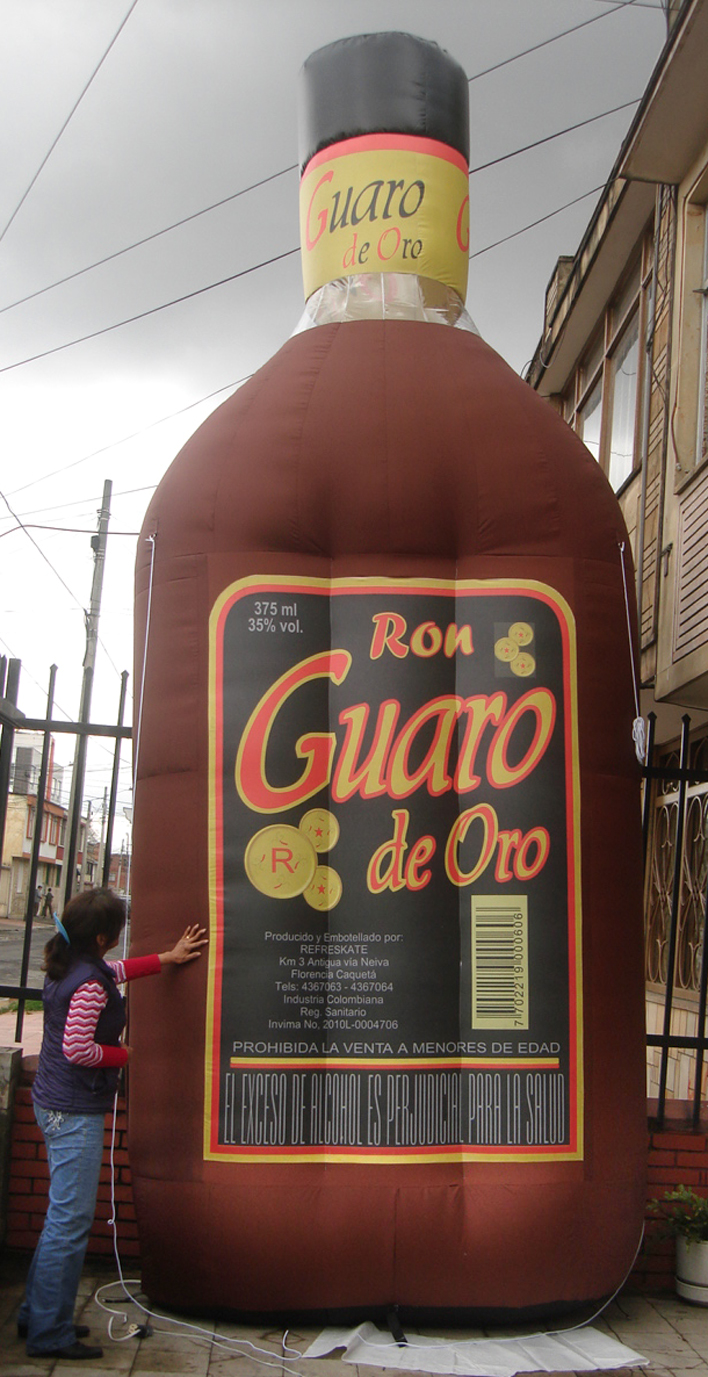 Guaro
de Oro
G
375 ml
35% vol.
Ron
Guaro
de Oro
R
Producido y Embotellado por:
REFRESKATE
Km 3 Antigua vía Neiva
Florencia Caquetá
Tels: 4367063 - 4367064
Industria Colombiana
Reg. Sanitario
Invima No, 2010L-0004706
7702219000606
PROHIBIDA LA VENTA A MENORES DE EDAD
EL EXCESO DE ALCOHOL ES PERJUDICIAL PARA LA SALUD